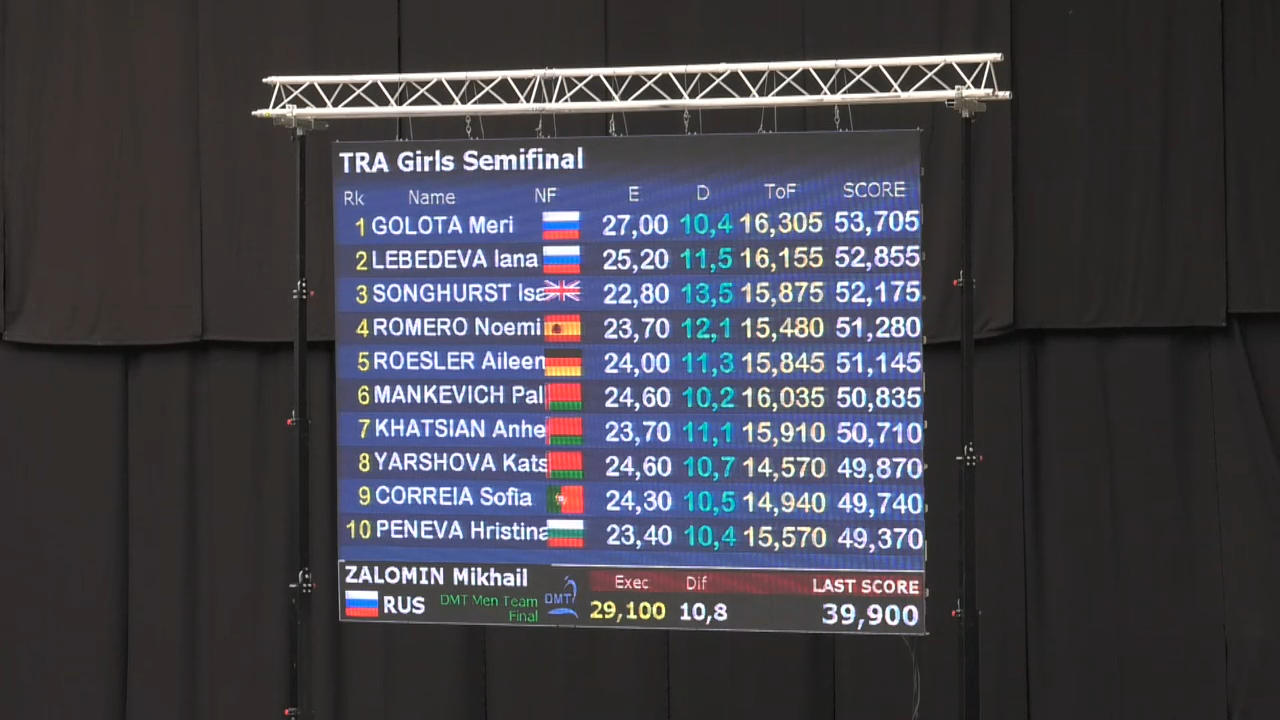 TRA Girls Semifinal
Rk Name NF E D ToF SCORE
1 GOLOTA Meri 27,00 10,4 16,305 53,705
2 LEBEDEVA Iana 25,20 11,5 16,155 52,855
3 SONGHURST Isa 22,80 13,5 15,875 52,175
4 ROMERO Noemi 23,70 12,1 15,480 51,280
5 ROESLER Aileen 24,00 11,3 15,845 51,145
6 MANKEVICH Pal 24,60 10,2 16,035 50,835
7 KHATSIAN Anhe 23,70 11,1 15,910 50,710
8 YARSHOVA Kats 24,60 10,7 14,570 49,870
9 CORREIA Sofia 24,30 10,5 14,940 49,740
10 PENEVA Hristina 23,40 10,4 15,570 49,370
ZALOMIN Mikhail Exec Dif LAST SCORE
RUS DMT Men Team Final DMT 29,100 10,8 39,900